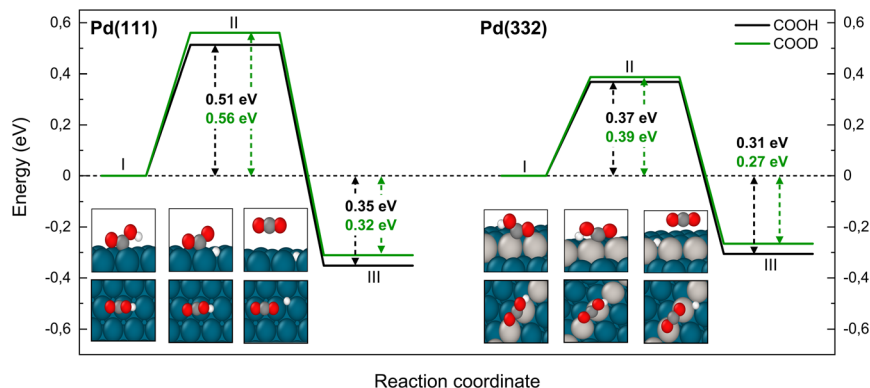 Pd(111)
Pd(332)
COOH
COOD
Energy (eV)
0,6
0,4
0,2
0
-0,2
-0,4
-0,6
I
II
III
0.51 eV
0.56 eV
0.35 eV
0.32 eV
I
II
III
0.37 eV
0.39 eV
0.31 eV
0.27 eV
0,6
0,4
0,2
0
-0,2
-0,4
-0,6
Reaction coordinate